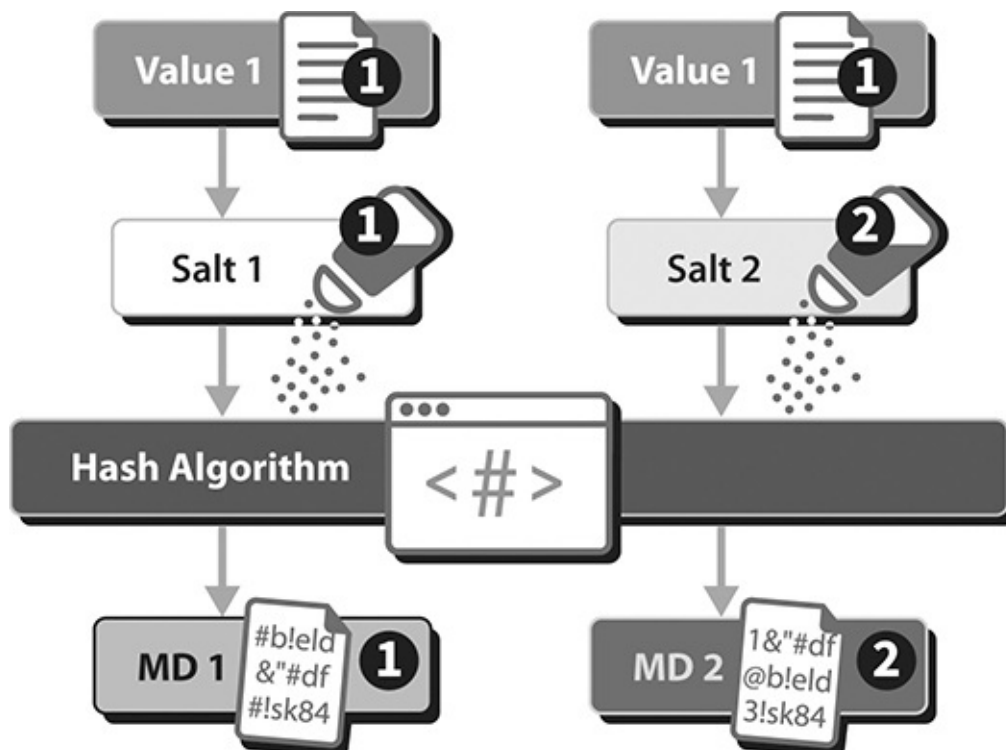 Value 1
1
Value 1
1
Salt 1
1
Salt 2
2
Hash Algorithm
<#>
MD 1
#b!eld
&"#df
#!sk84
1
MD 2
1&"#df
@b!eld
3!sk84
2